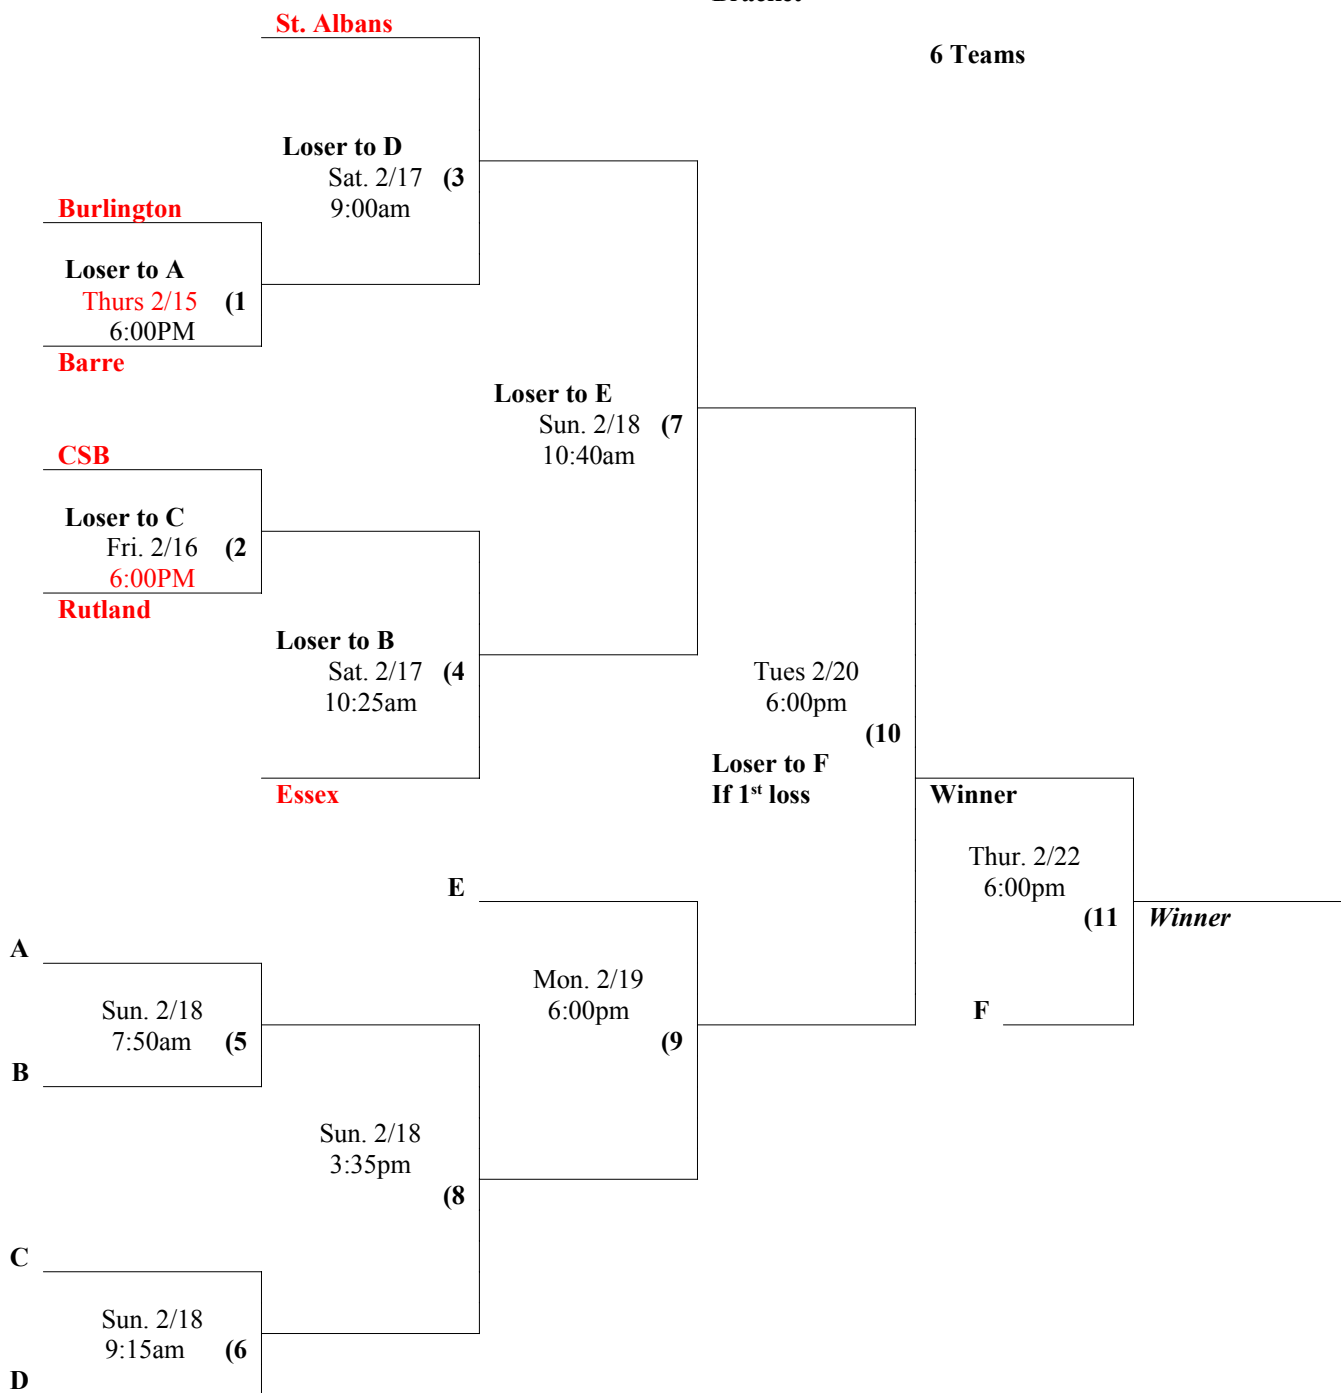 Bracket
St. Albans
6 Teams
Loser to D
Sat. 2/17 (3
9:00am
Burlington
Loser to A
Thurs 2/15 (1
6:00PM
Barre
Loser to E
Sun. 2/18 (7
10:40am
CSB
Loser to C
Fri. 2/16 (2
6:00PM
Rutland
Loser to B
Sat. 2/17 (4
10:25am
Tues 2/20
6:00pm
(10
Loser to F
If 1st loss
Essex
Winner
Thur. 2/22
6:00pm
(11 Winner
E
A
Mon. 2/19
6:00pm
(9
F
Sun. 2/18
7:50am (5
B
Sun. 2/18
3:35pm
(8
C
Sun. 2/18
9:15am (6
D